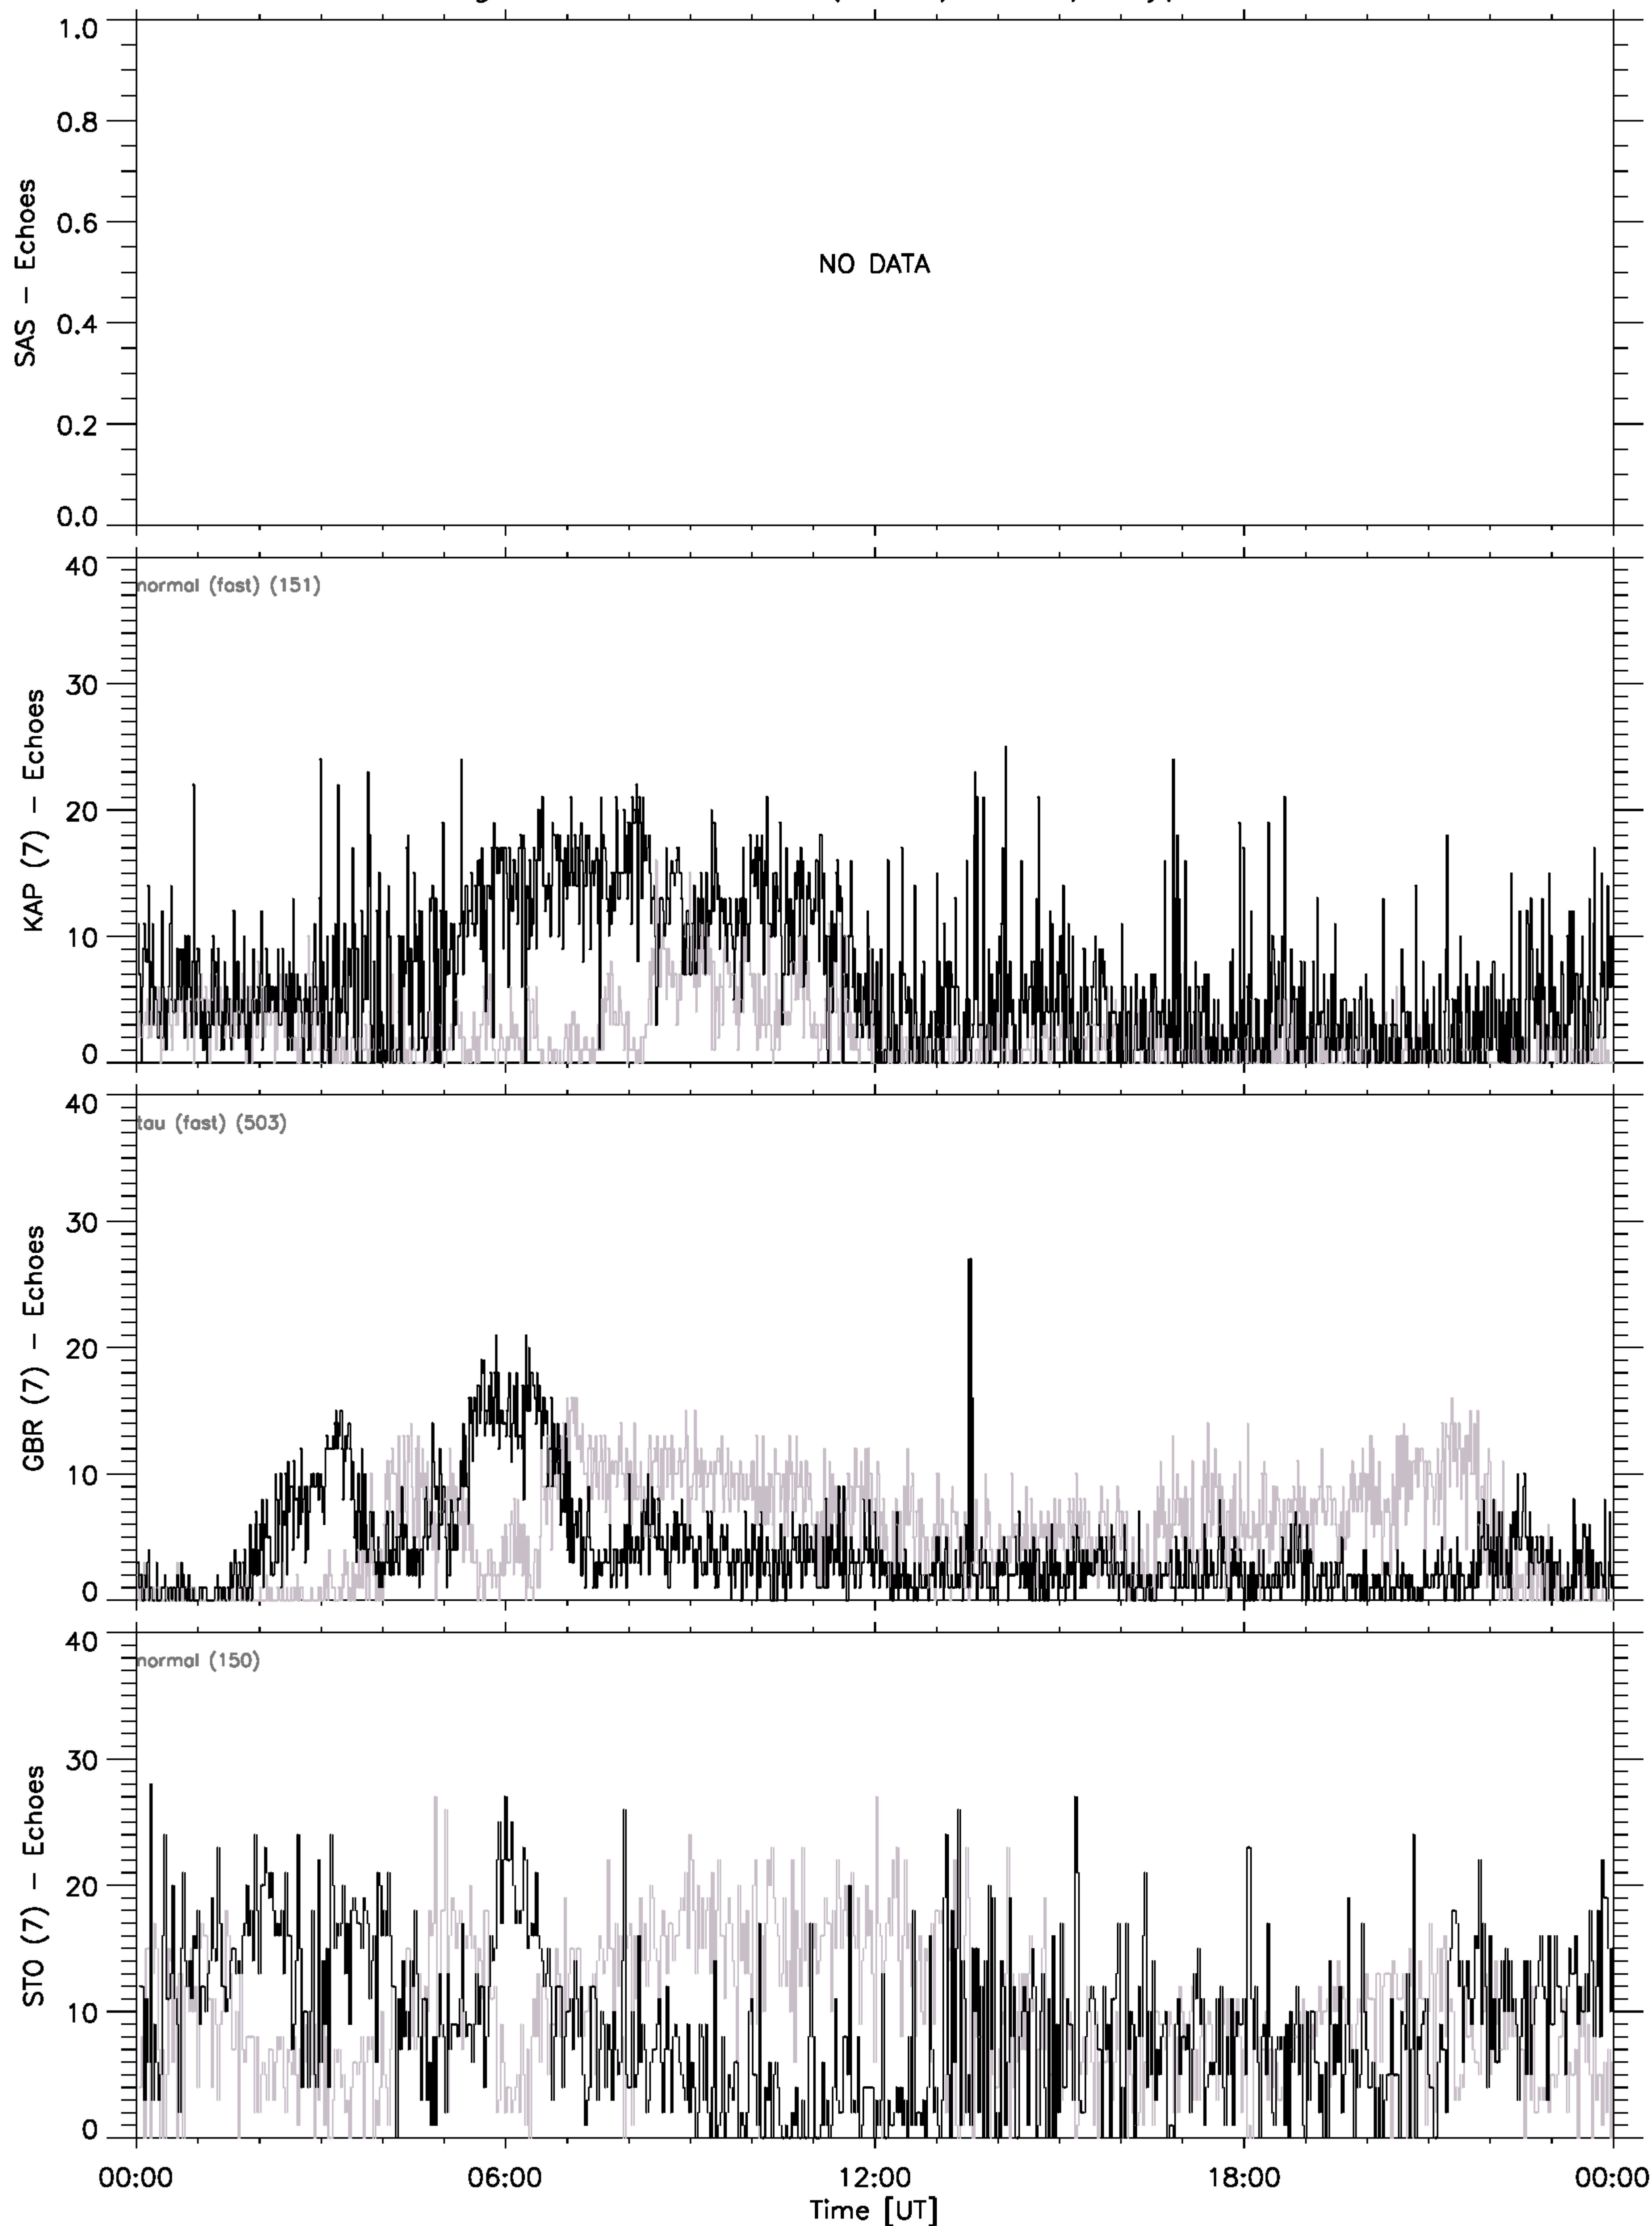 1.0
0.8
0.6
0.4
0.2
0.0
SAS - Echoes
NO DATA
40
30
20
10
0
KAP (7) - Echoes
normal (fast) (151)
40
30
20
10
0
GBR (7) - Echoes
tau (fast) (503)
40
30
20
10
0
STO (7) - Echoes
normal (150)
00:00 06:00 12:00 18:00 00:00
Time [UT]